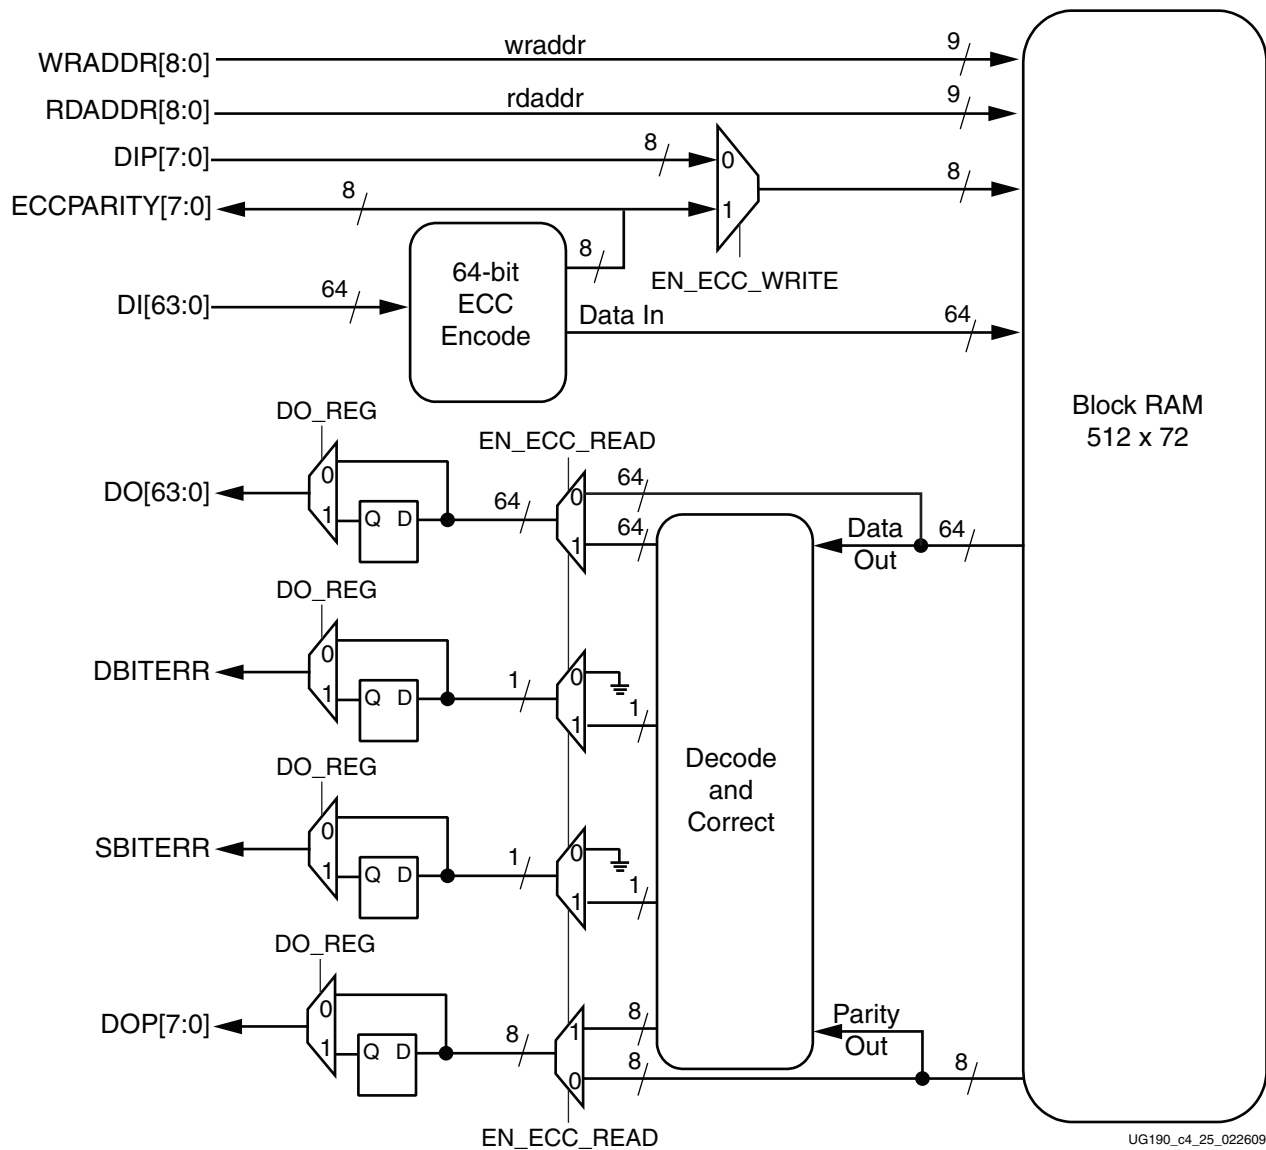 wraddr
9
WRADDR[8:0]
rdaddr
9
RDADDR[8:0]
DIP[7:0]
8
0
8
ECCPARITY[7:0]
8
1
8
EN_ECC_WRITE
64-bit
ECC
Encode
DI[63:0]
64
Data In
64
Block RAM
512 x 72
DO_REG
EN_ECC_READ
0
64
0
DO[63:0]
1
Q D
64
64
1
Data
Out
64
DO_REG
0
DBITERR
1
Q D
1
0
1
1
Decode
and
Correct
DO_REG
0
SBITERR
1
Q D
1
0
1
1
DO_REG
0
DOP[7:0]
1
Q D
8
1
8
0
8
Parity
Out
8
EN_ECC_READ
UG190_c4_25_022609